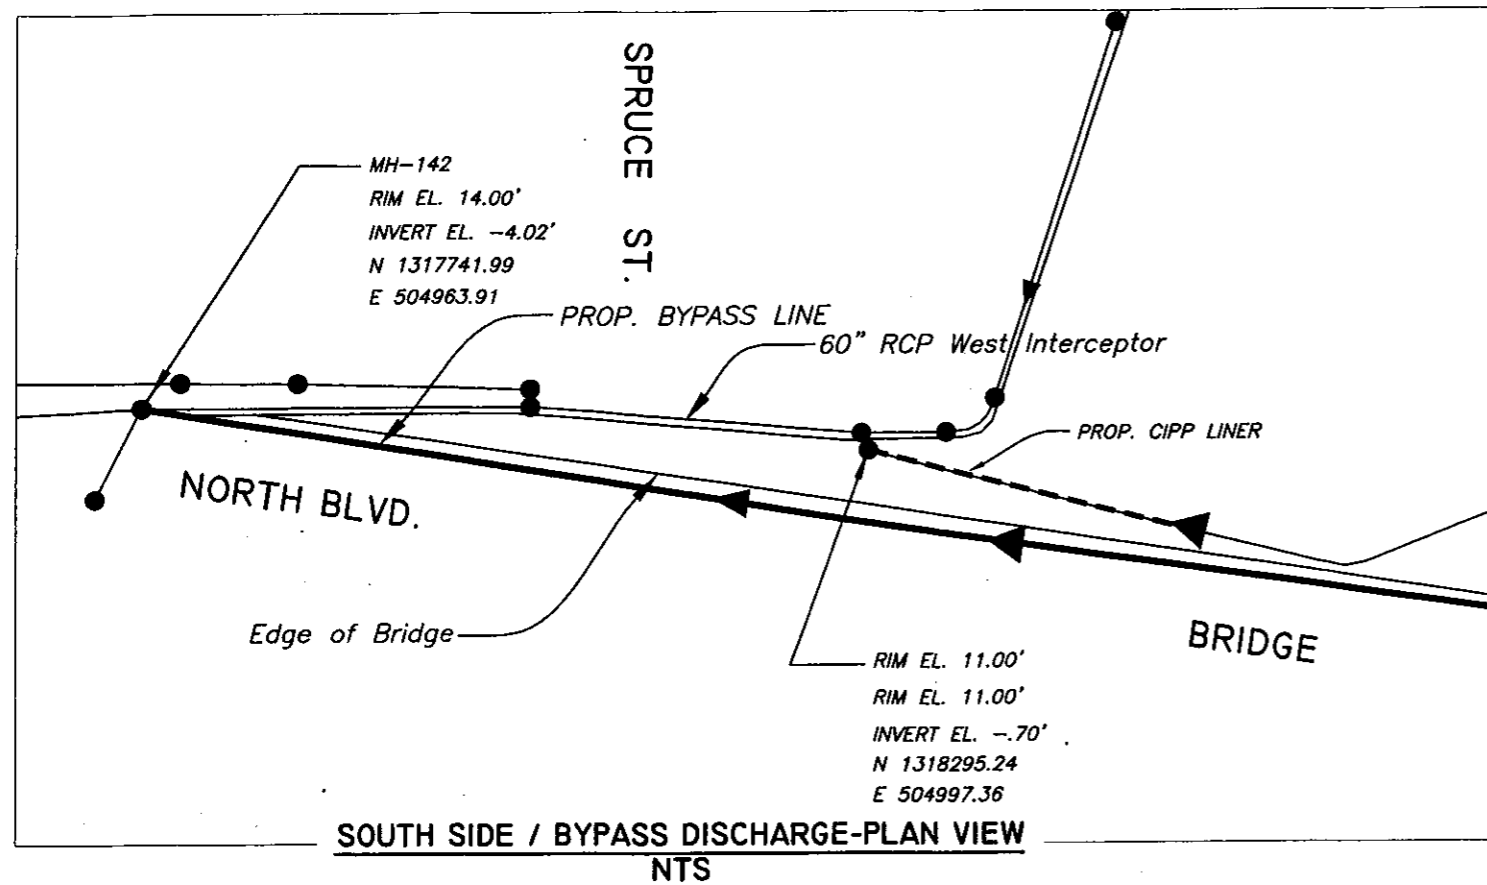 SPRUCE ST.
MH-142
RIM EL. 14.00'
INVERT EL. -4.02'
N 1317741.99
E 504963.91
PROP. BYPASS LINE
60" RCP West Interceptor
PROP. CIPP LINER
NORTH BLVD.
Edge of Bridge
BRIDGE
RIM EL. 11.00'
RIM EL. 11.00'
INVERT EL. -.70'
N 1318295.24
E 504997.36
SOUTH SIDE / BYPASS DISCHARGE-PLAN VIEW
NTS